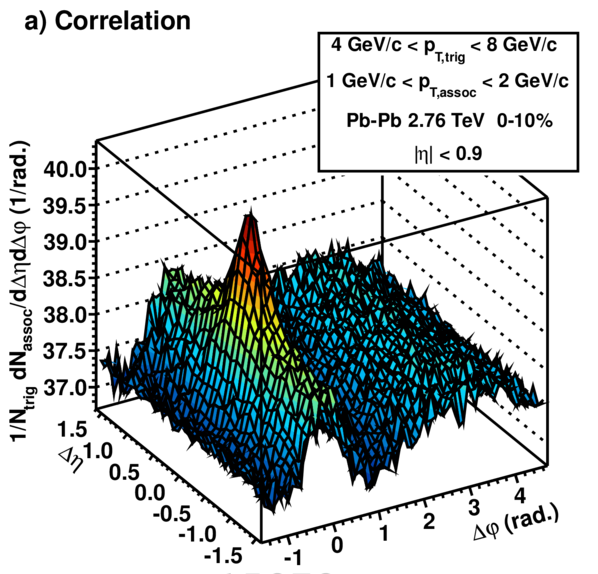 a) Correlation
4 GeV/c < p_T,trig < 8 GeV/c
1 GeV/c < p_T,assoc < 2 GeV/c
Pb-Pb 2.76 TeV 0-10%
|η| < 0.9
1/N_trig dN_assoc/dΔηdΔφ (1/rad.)
40.0
39.5
39.0
38.5
38.0
37.5
37.0
1.5
1.0
0.5
0.0
-0.5
-1.0
-1.5
Δη
-1
0
1
2
3
4
Δφ (rad.)